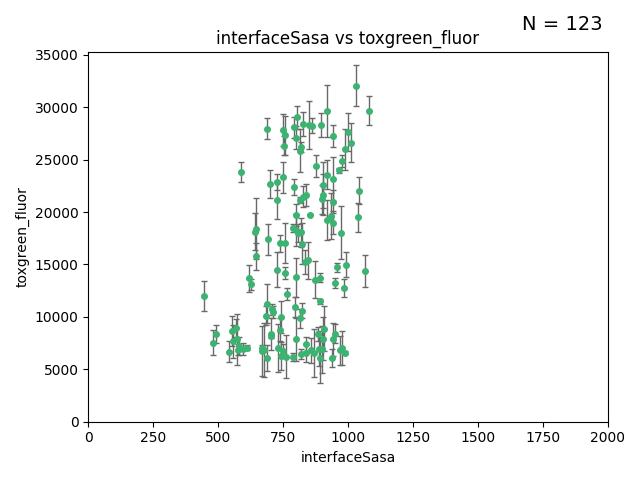 N = 123
interfaceSasa vs toxgreen_fluor
35000
30000
25000
20000
15000
10000
5000
0
toxgreen_fluor
0 250 500 750 1000 1250 1500 1750 2000
interfaceSasa